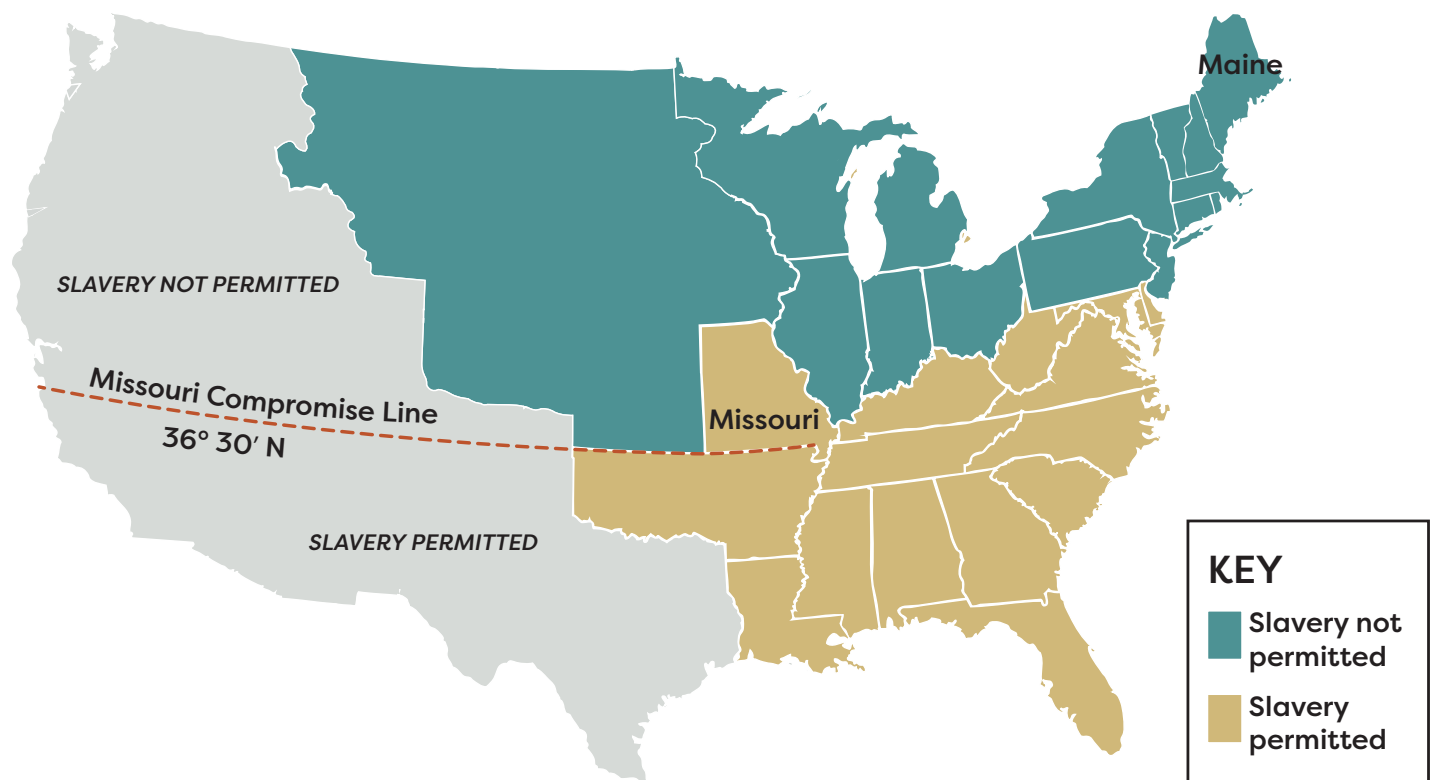 Maine
SLAVERY NOT PERMITTED
Missouri Compromise Line
36° 30′ N
Missouri
SLAVERY PERMITTED
KEY
Slavery not
permitted
Slavery
permitted